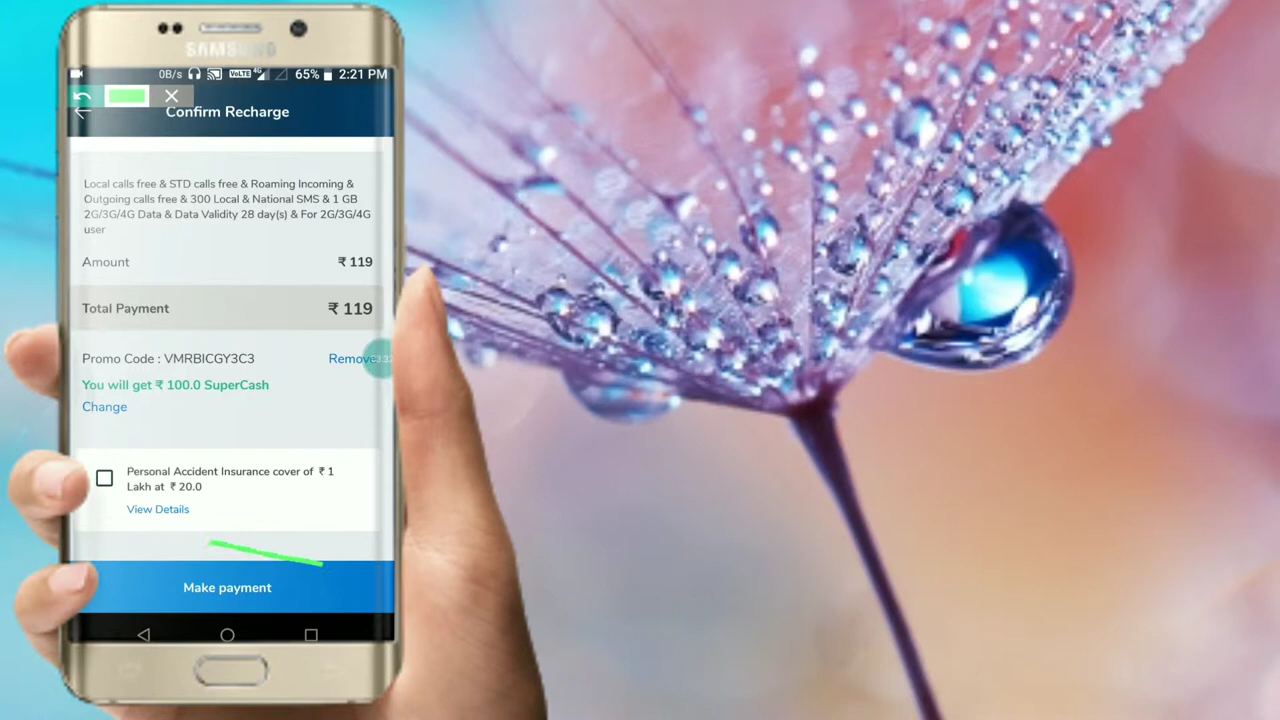 SAMSUNG
0B/s VoLTE 4G 65% 2:21 PM
Confirm Recharge
Local calls free & STD calls free & Roaming Incoming &
Outgoing calls free & 300 Local & National SMS & 1 GB
2G/3G/4G Data & Data Validity 28 day(s) & For 2G/3G/4G
user
Amount ₹ 119
Total Payment ₹ 119
Promo Code : VMRBICGY3C3 Remove
You will get ₹ 100.0 SuperCash
Change
Personal Accident Insurance cover of ₹ 1
Lakh at ₹ 20.0
View Details
Make payment